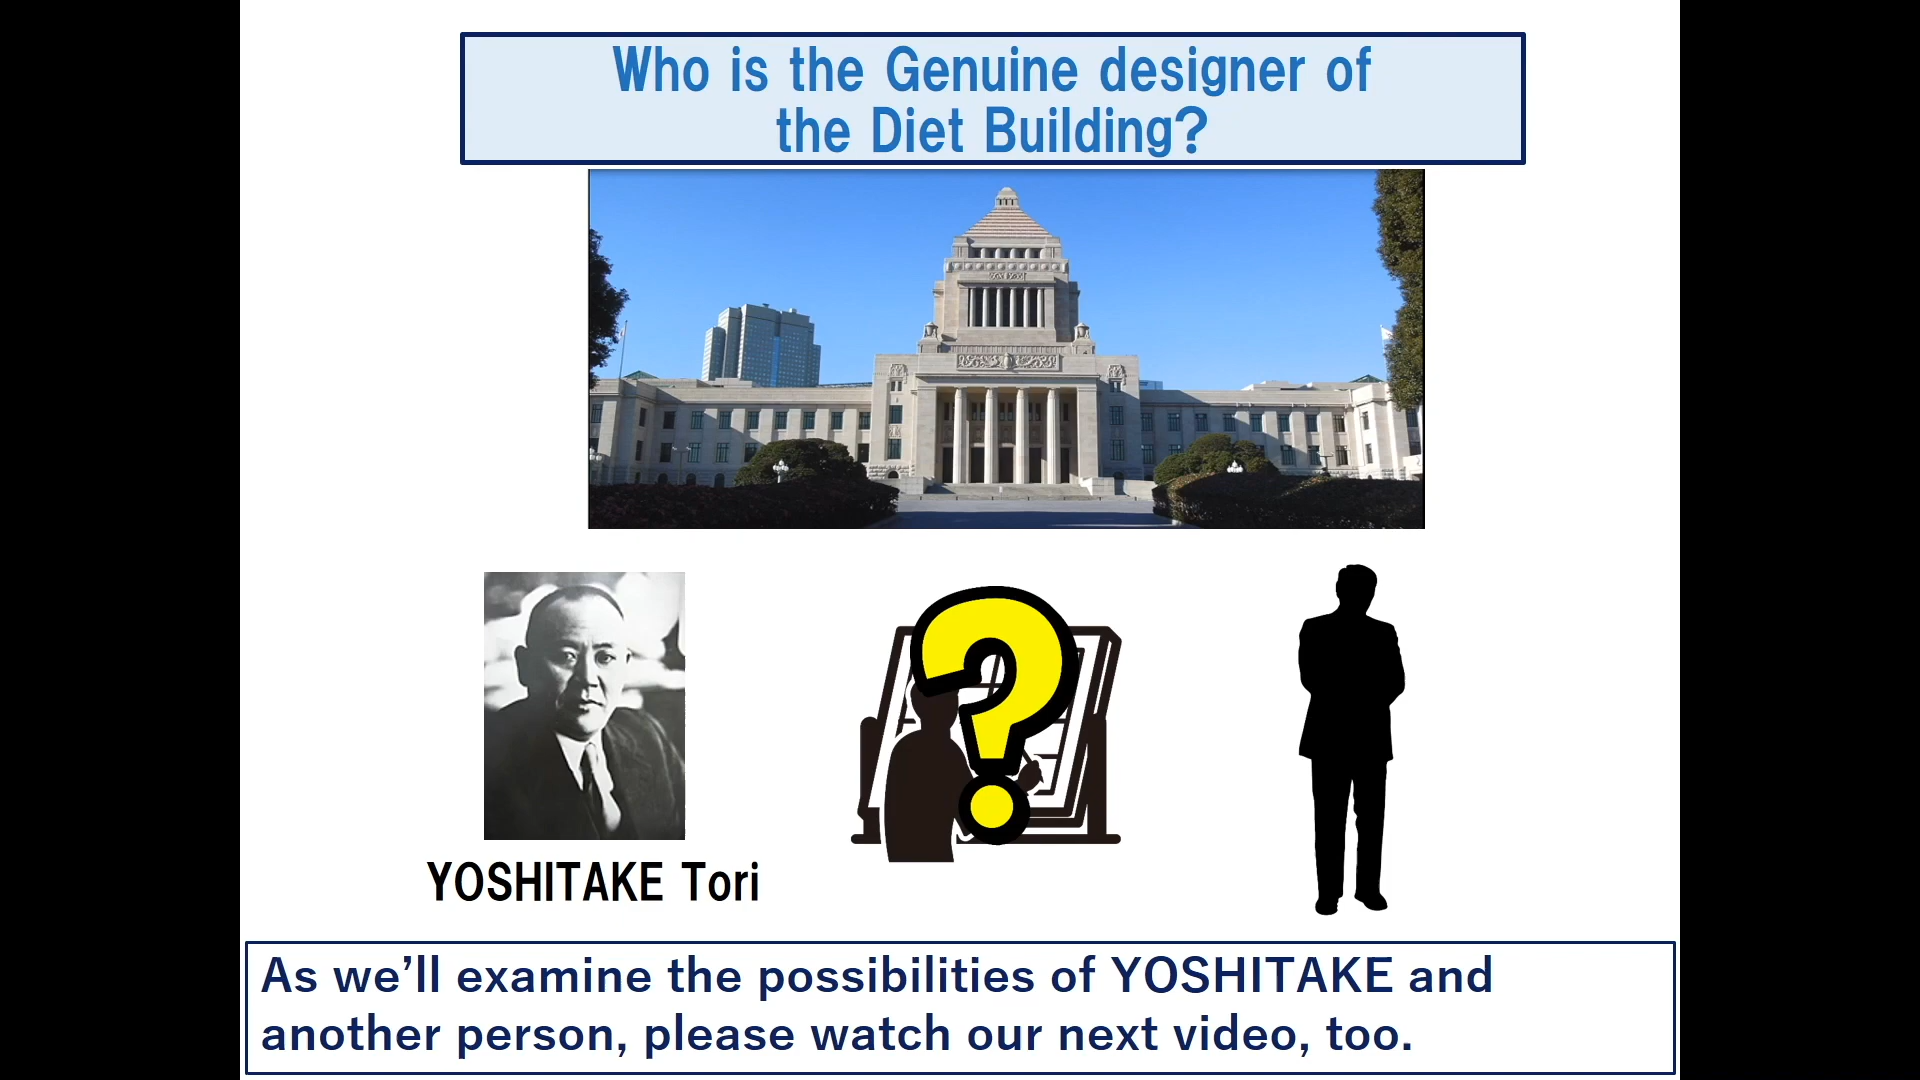 Who is the Genuine designer of
the Diet Building?
YOSHITAKE Tori
As we’ll examine the possibilities of YOSHITAKE and
another person, please watch our next video, too.